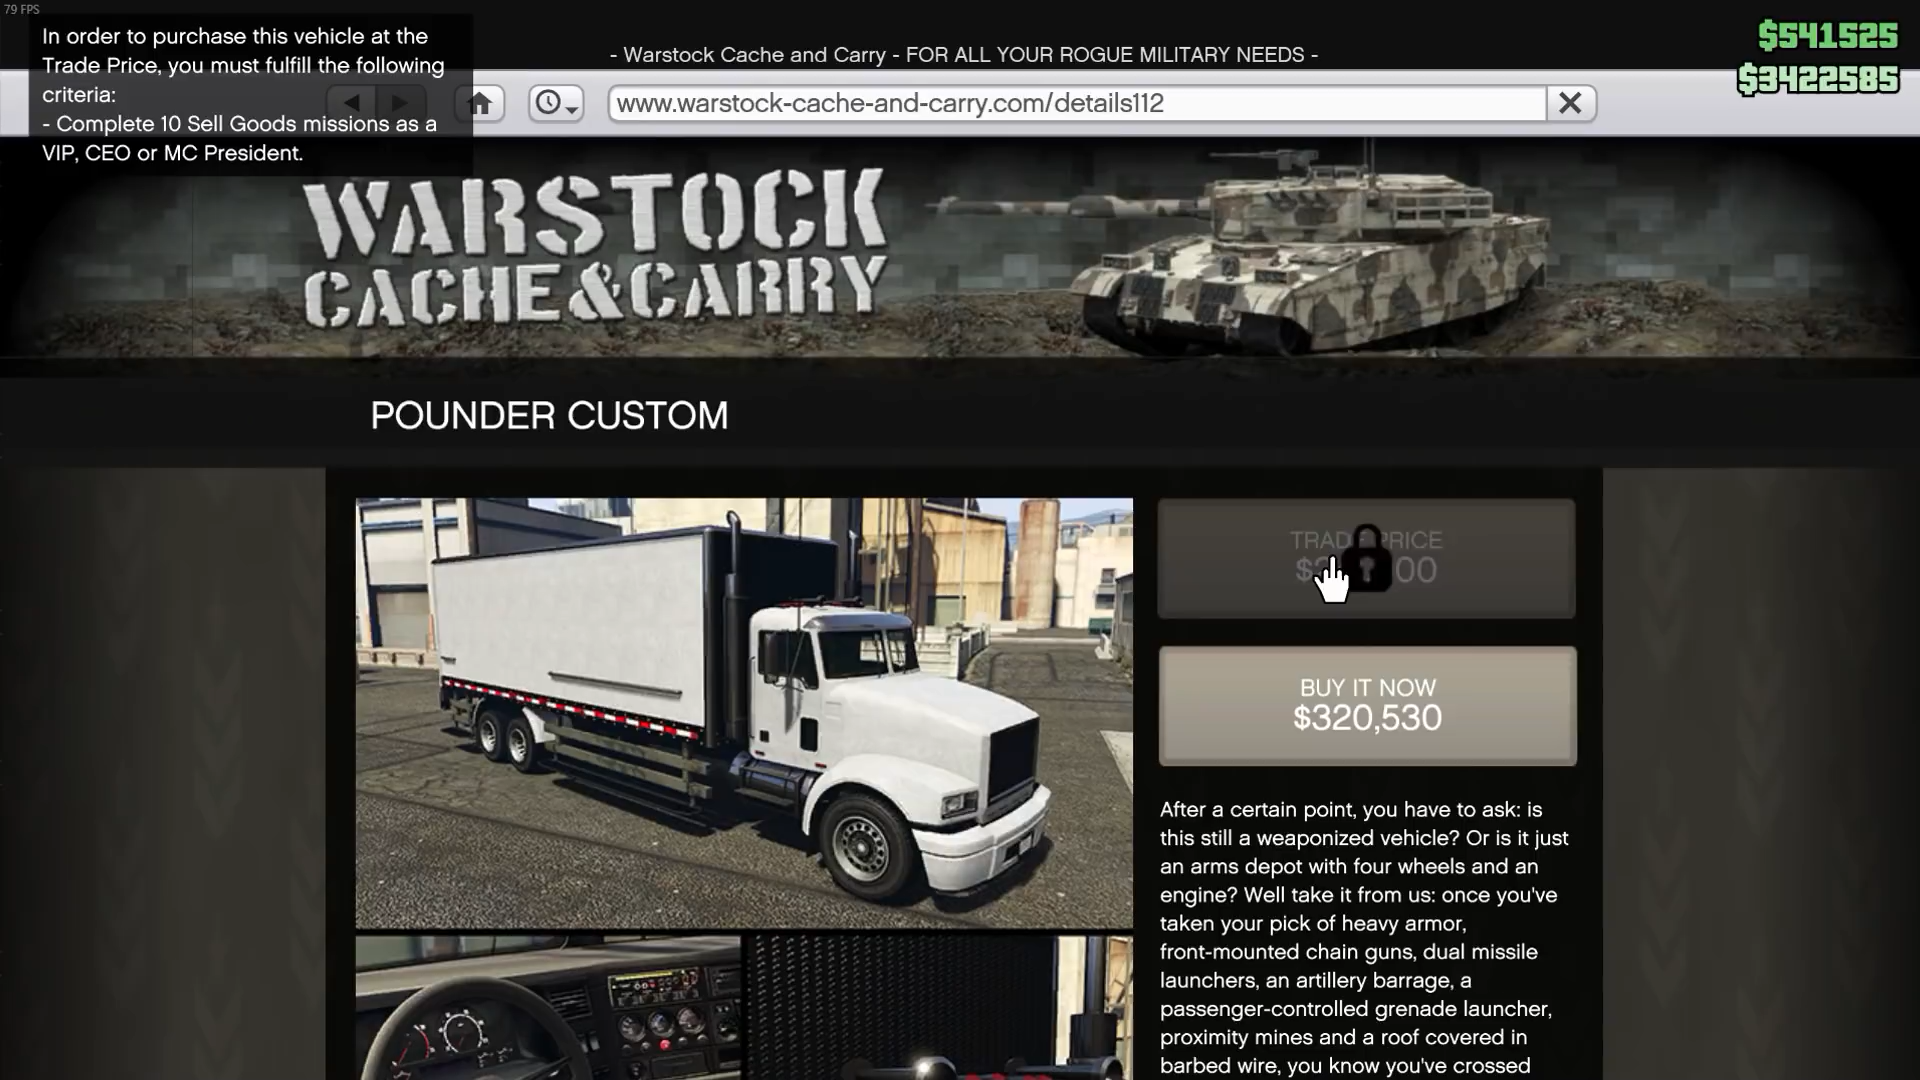 79 FPS
In order to purchase this vehicle at the
Trade Price, you must fulfill the following
criteria:
- Complete 10 Sell Goods missions as a
VIP, CEO or MC President.
- Warstock Cache and Carry - FOR ALL YOUR ROGUE MILITARY NEEDS -
$541525
$3422585
www.warstock-cache-and-carry.com/details112
WARSTOCK
CACHE&CARRY
POUNDER CUSTOM
TRADE PRICE
BUY IT NOW
$320,530
After a certain point, you have to ask: is
this still a weaponized vehicle? Or is it just
an arms depot with four wheels and an
engine? Well take it from us: once you've
taken your pick of heavy armor,
front-mounted chain guns, dual missile
launchers, an artillery barrage, a
passenger-controlled grenade launcher,
proximity mines and a roof covered in
barbed wire, you know you've crossed